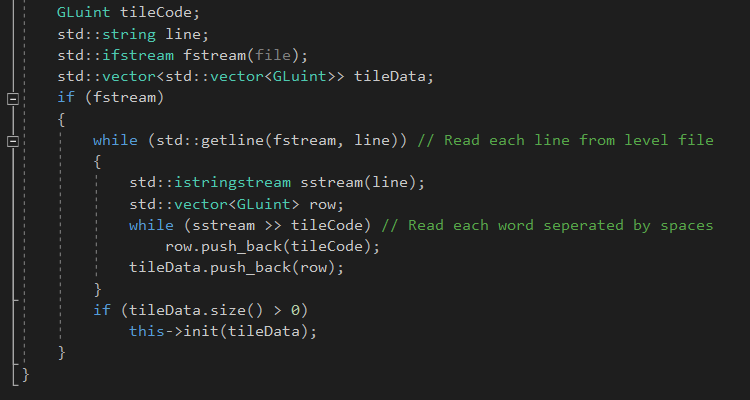 GLuint tileCode;
std::string line;
std::ifstream fstream(file);
std::vector<std::vector<GLuint>> tileData;
if (fstream)
{
while (std::getline(fstream, line)) // Read each line from level file
{
std::istringstream sstream(line);
std::vector<GLuint> row;
while (sstream >> tileCode) // Read each word seperated by spaces
row.push_back(tileCode);
tileData.push_back(row);
}
if (tileData.size() > 0)
this->init(tileData);
}
}